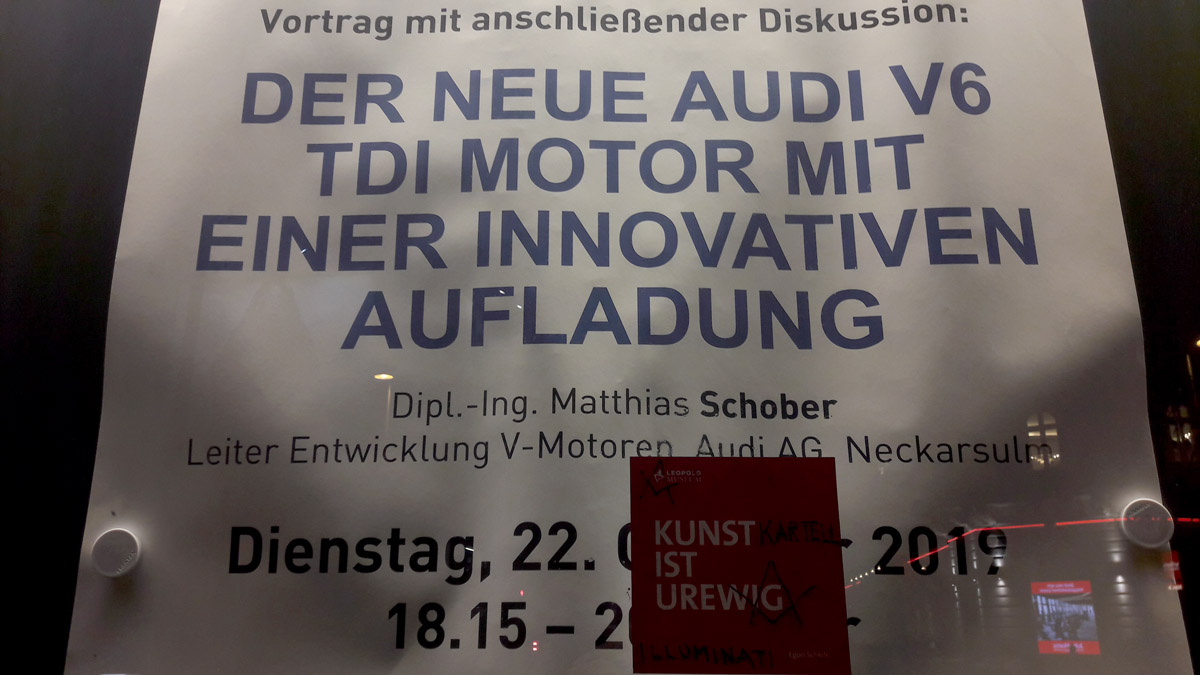 Vortrag mit anschließender Diskussion:
DER NEUE AUDI V6
TDI MOTOR MIT
EINER INNOVATIVEN
AUFLADUNG
Dipl.-Ing. Matthias Schober
Leiter Entwicklung V-Motoren, Audi AG, Neckarsulm
Dienstag, 22. 2019
18.15 –
LEOPOLD
MUSEUM
KUNST KARTELL
IST
UREWIG
ILLUMINATI